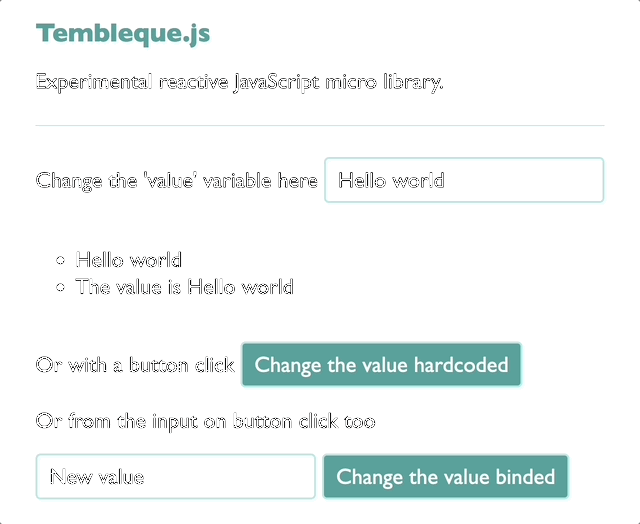 Tembleque.js
Experimental reactive JavaScript micro library.
Change the 'value' variable here Hello world
• Hello world
• The value is Hello world
Or with a button click Change the value hardcoded
Or from the input on button click too
New value Change the value binded